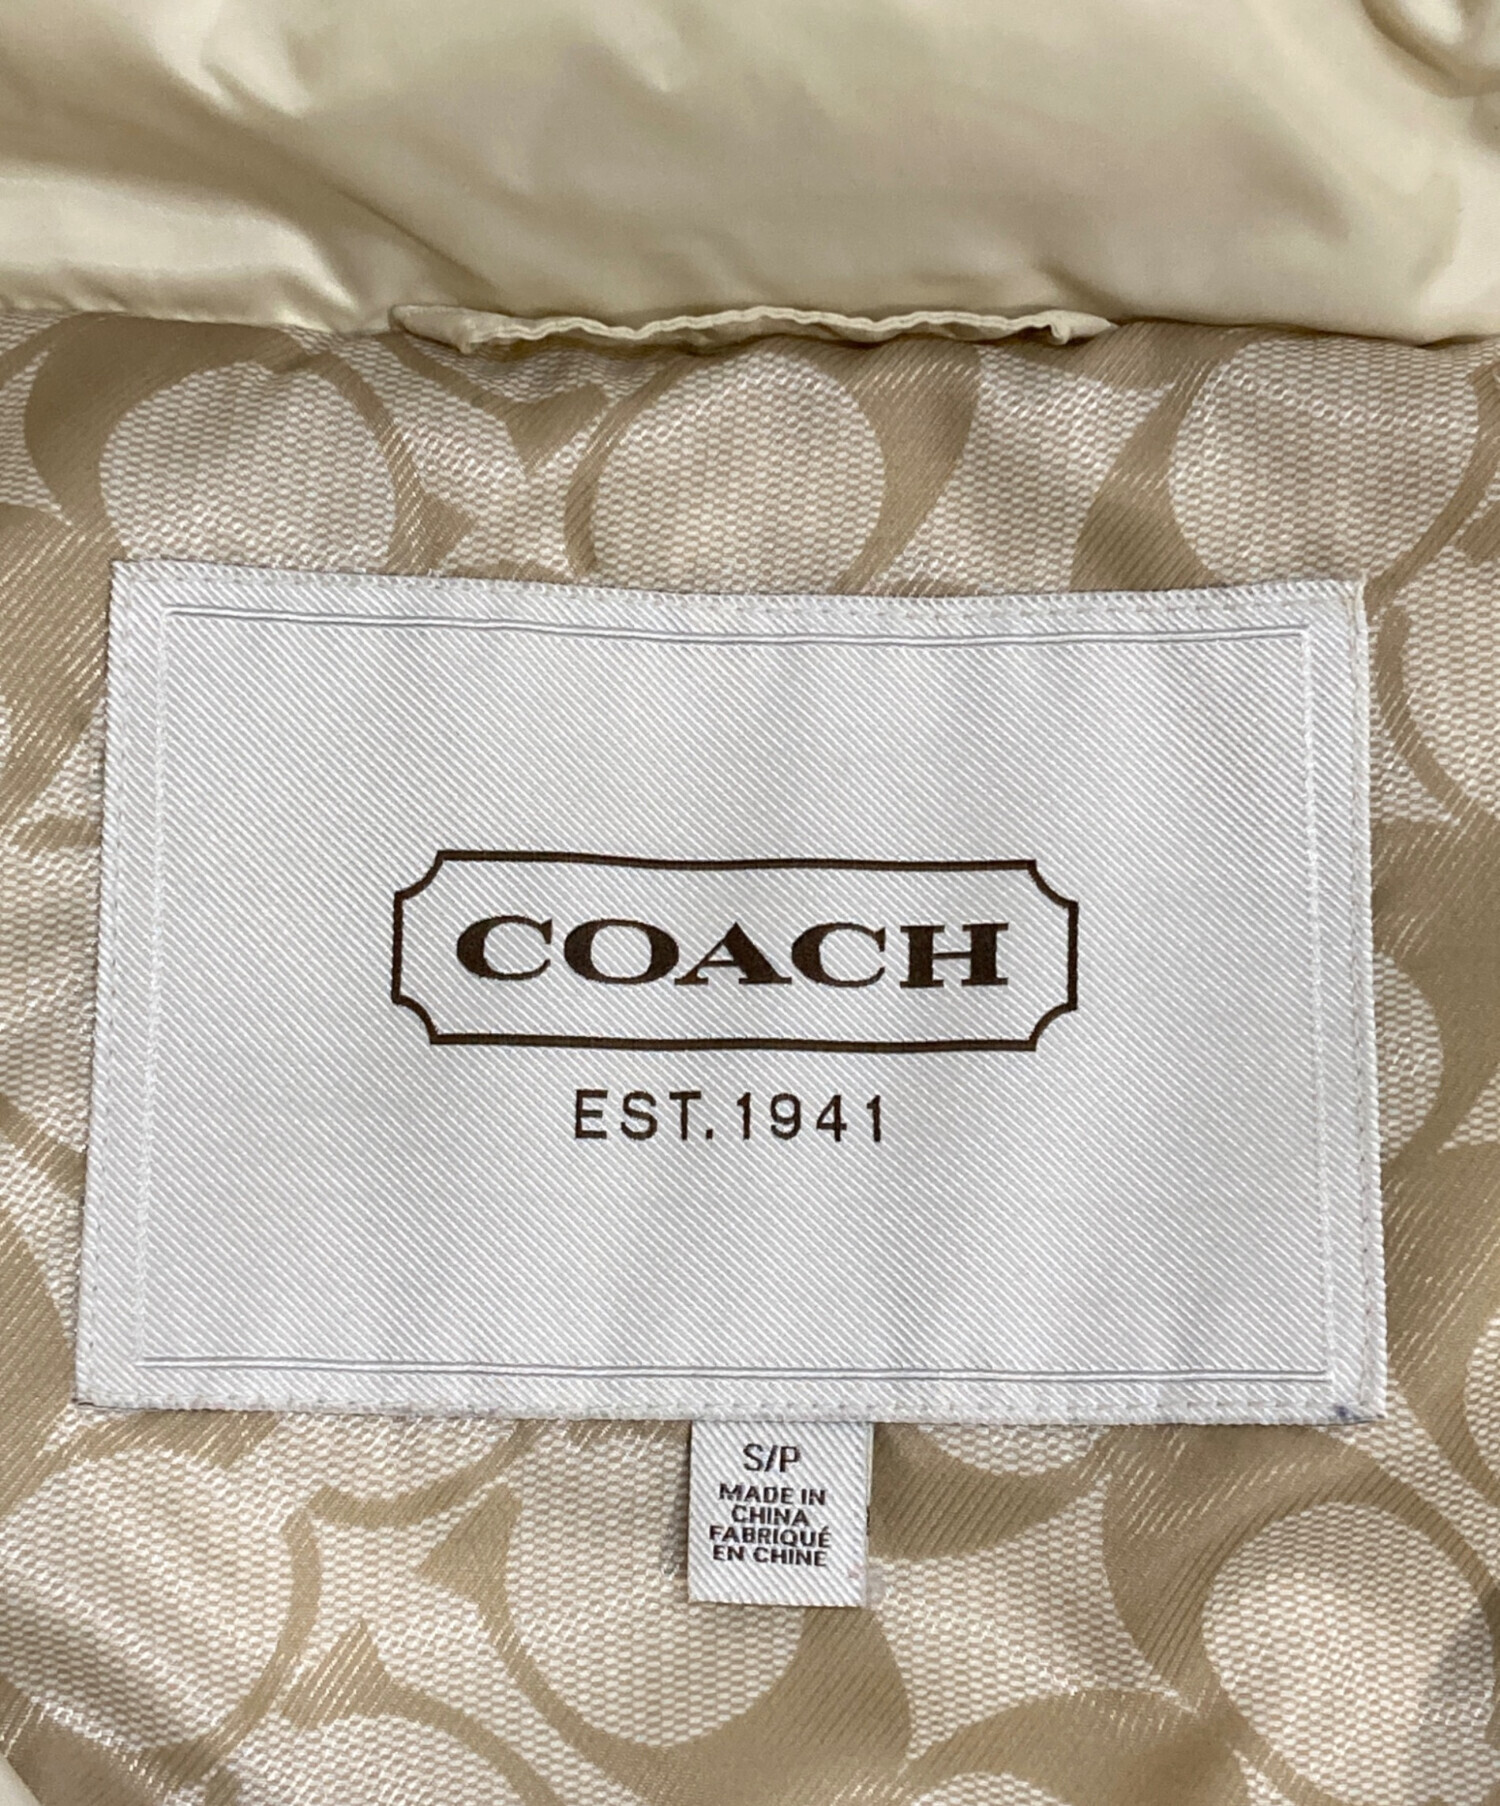 COACH
EST. 1941
S/P
MADE IN
CHINA
FABRIQUÉ
EN CHINE